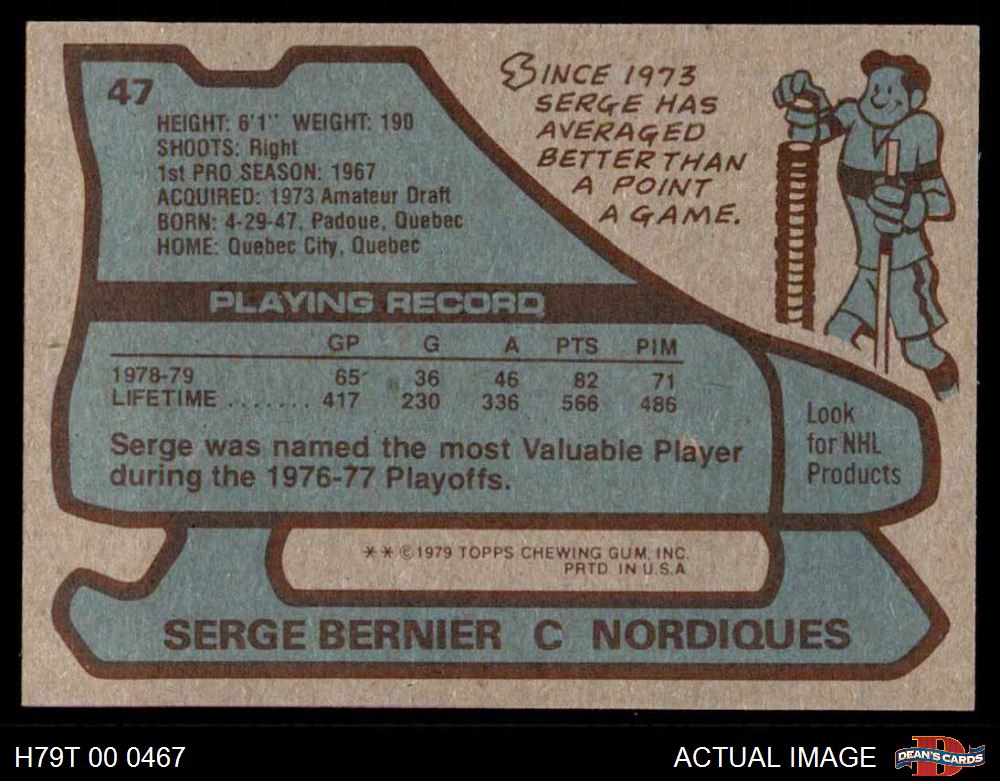 47
HEIGHT: 6'1" WEIGHT: 190
SHOOTS: Right
1st PRO SEASON: 1967
ACQUIRED: 1973 Amateur Draft
BORN: 4-29-47, Padoue, Quebec
HOME: Quebec City, Quebec
SINCE 1973
SERGE HAS
AVERAGED
BETTER THAN
A POINT
A GAME.
PLAYING RECORD
GP G A PTS PIM
1978-79 65 36 46 82 71
LIFETIME ........ 417 230 336 566 486
Serge was named the most Valuable Player
during the 1976-77 Playoffs.
Look
for NHL
Products
** © 1979 TOPPS CHEWING GUM, INC.
PRTD. IN U.S.A.
SERGE BERNIER C NORDIQUES
H79T 00 0467
ACTUAL IMAGE
D
DEAN'S CARDS